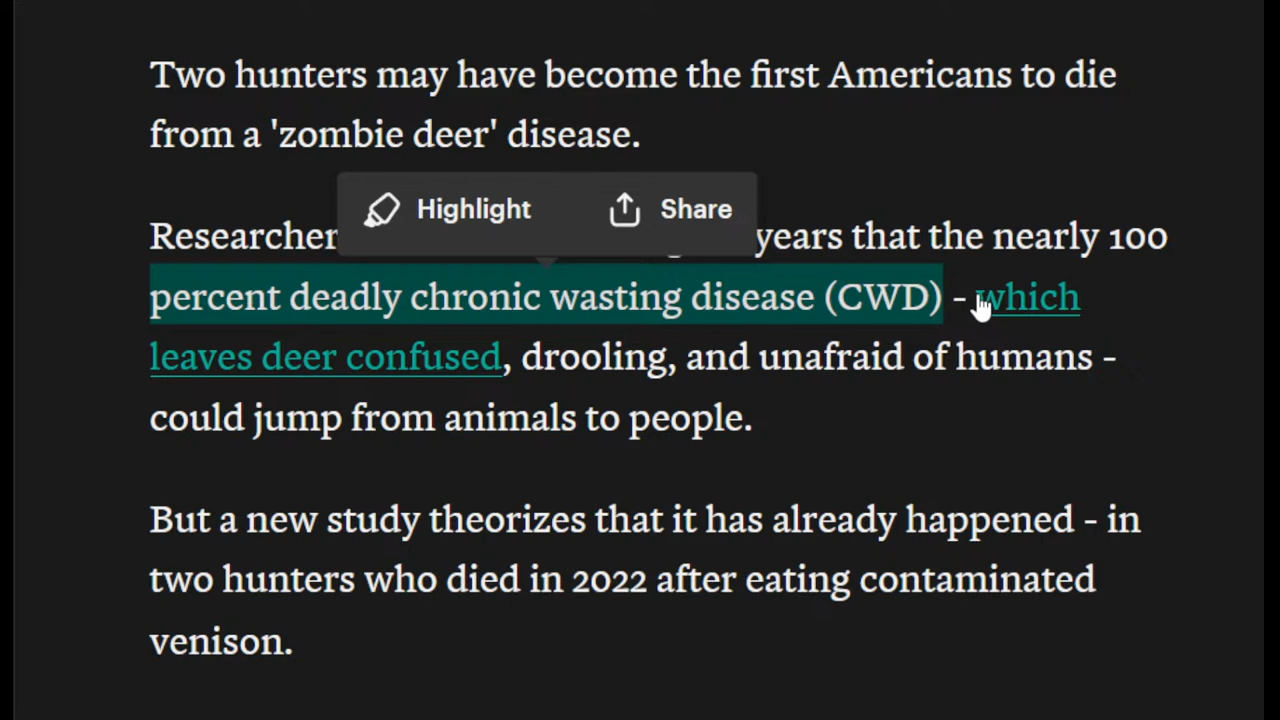 Two hunters may have become the first Americans to die
from a 'zombie deer' disease.
Highlight
Share
Researcher years that the nearly 100
percent deadly chronic wasting disease (CWD) - which
leaves deer confused, drooling, and unafraid of humans -
could jump from animals to people.
But a new study theorizes that it has already happened - in
two hunters who died in 2022 after eating contaminated
venison.